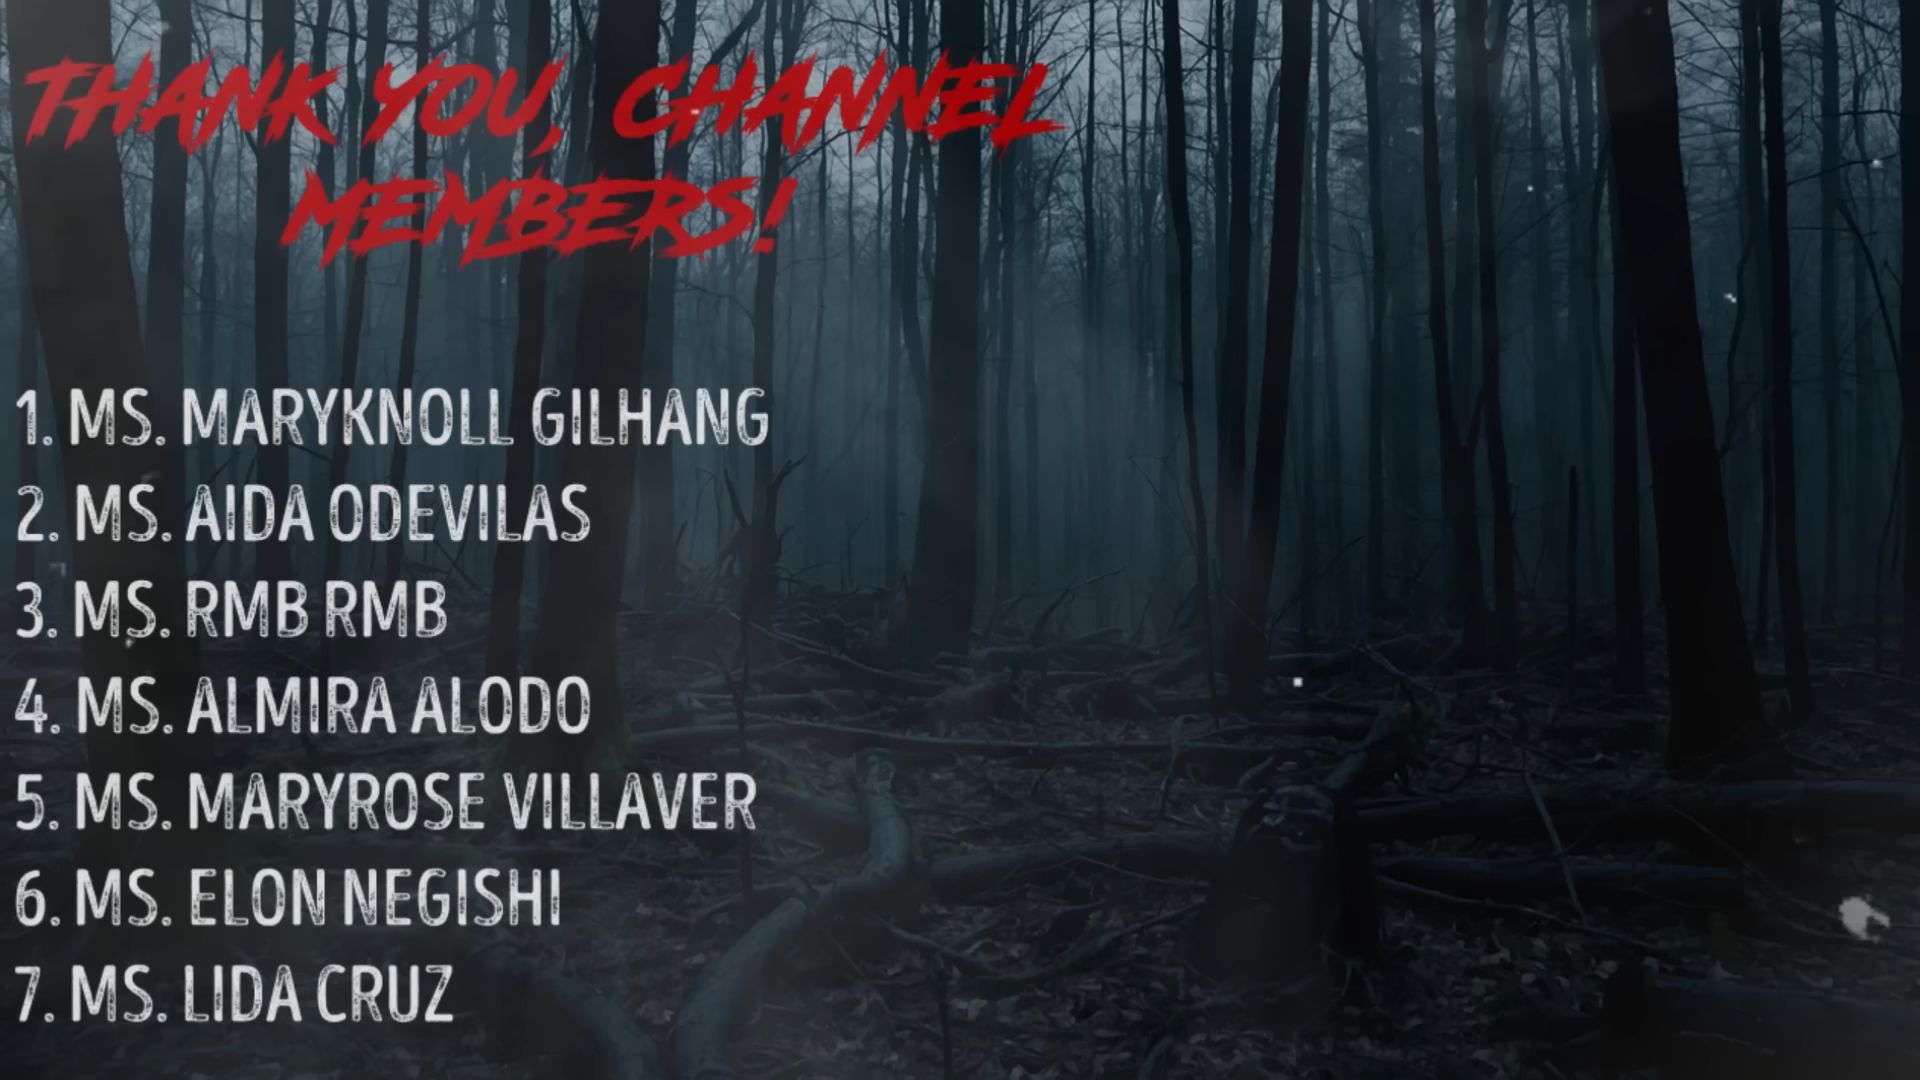 THANK YOU, CHANNEL
MEMBERS!
1. MS. MARYKNOLL GILHANG
2. MS. AIDA ODEVILAS
3. MS. RMB RMB
4. MS. ALMIRA ALODO
5. MS. MARYROSE VILLAVER
6. MS. ELON NEGISHI
7. MS. LIDA CRUZ